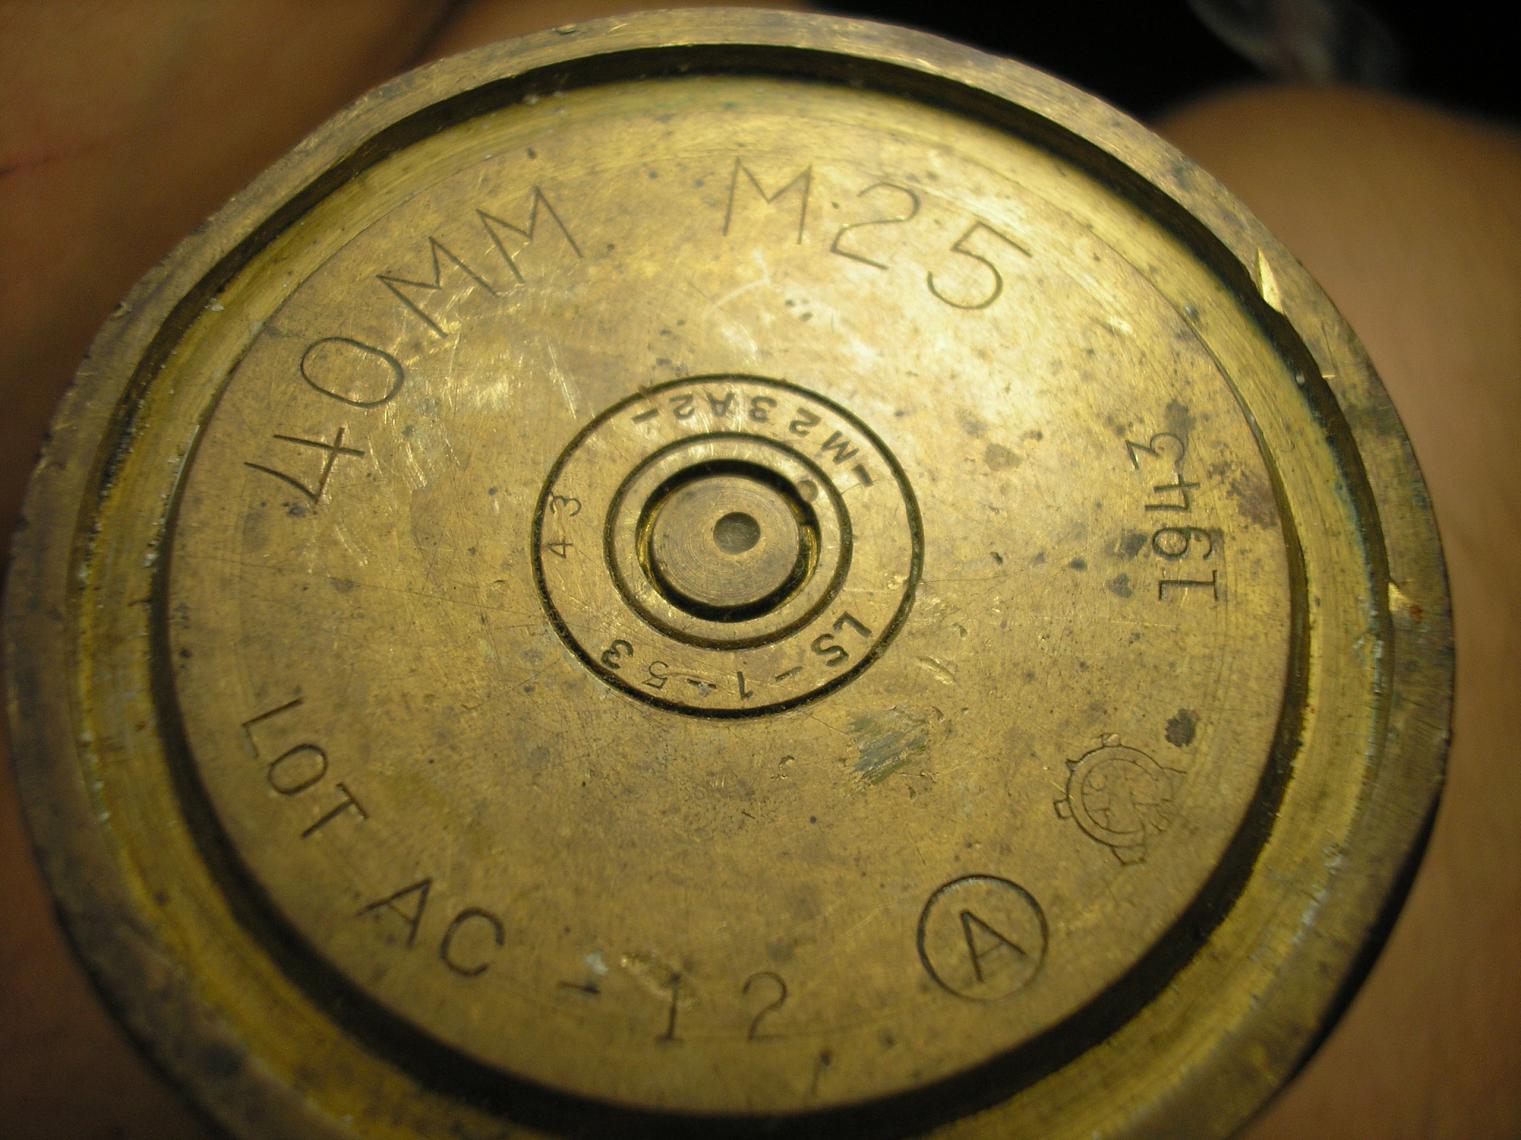 40MM M25
1943
A
LOT AC - 12
-M23A2-
43
LS-1-53